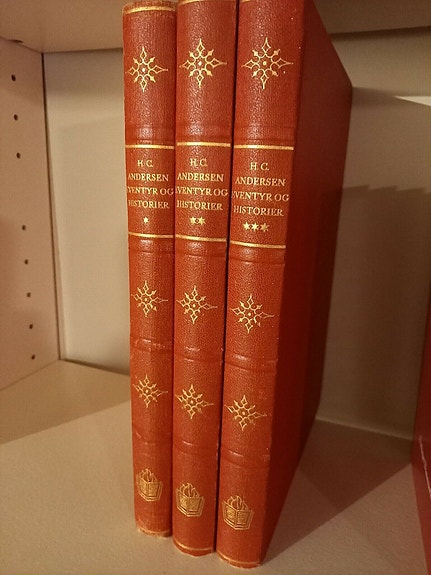 H.C.
ANDERSEN
EVENTYR OG
HISTORIER
*
H.C.
ANDERSEN
EVENTYR OG
HISTORIER
**
H.C.
ANDERSEN
EVENTYR OG
HISTORIER
***